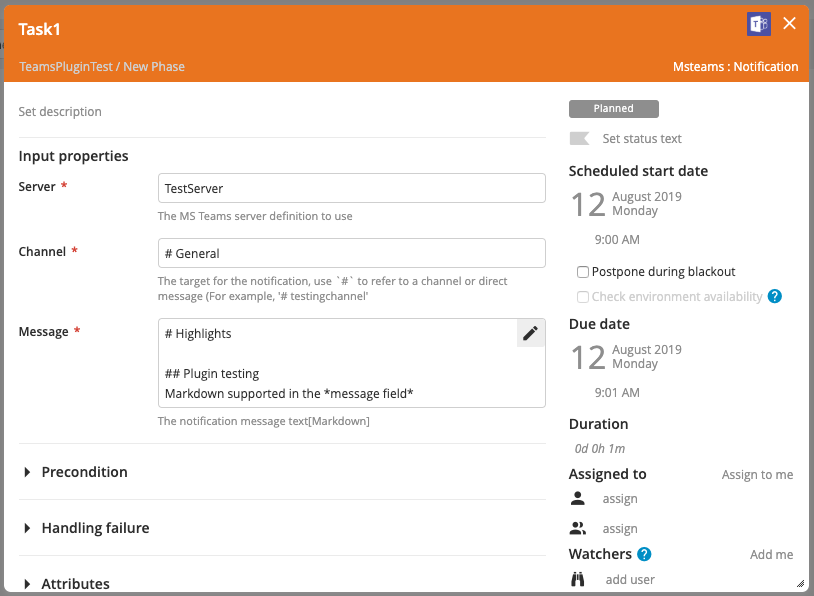 Task1
TeamsPluginTest / New Phase
Msteams : Notification
Set description
Input properties
Server *
TestServer
The MS Teams server definition to use
Channel *
# General
The target for the notification, use `#` to refer to a channel or direct
message (For example, '# testingchannel'
Message *
# Highlights
## Plugin testing
Markdown supported in the *message field*
The notification message text[Markdown]
Precondition
Handling failure
Attributes
Planned
Set status text
Scheduled start date
12 August 2019
Monday
9:00 AM
Postpone during blackout
Check environment availability ?
Due date
12 August 2019
Monday
9:01 AM
Duration
0d 0h 1m
Assigned to Assign to me
assign
assign
Watchers ? Add me
add user